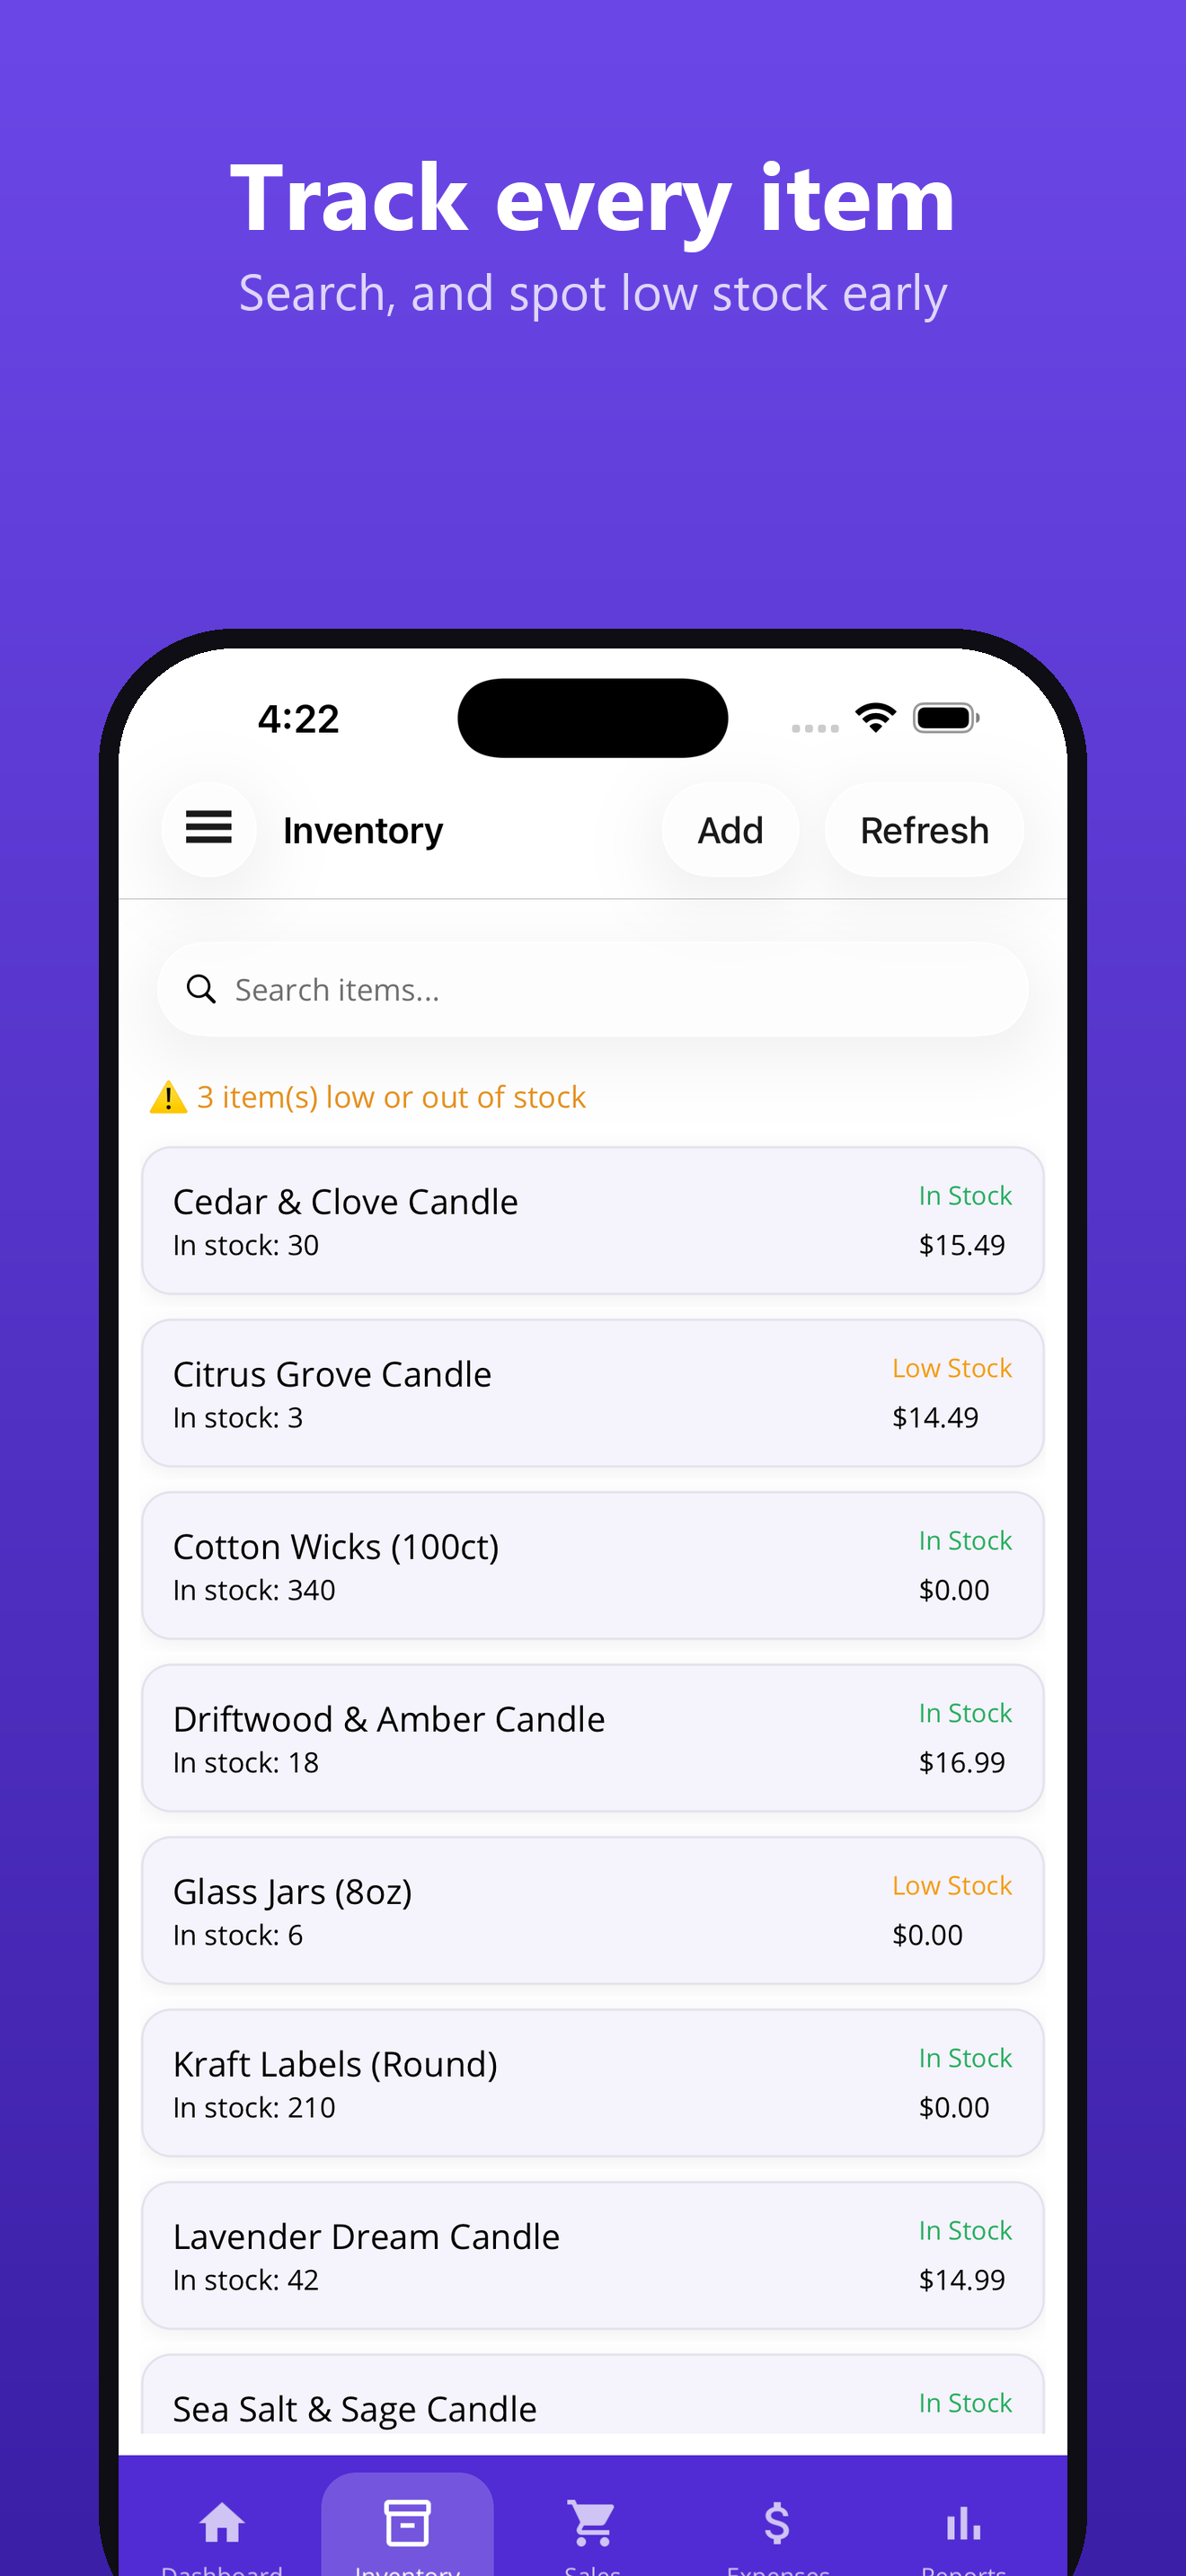 Track every item
Search, and spot low stock early
4:22
Inventory
Add
Refresh
Search items...
3 item(s) low or out of stock
Cedar & Clove Candle
In Stock
In stock: 30
$15.49
Citrus Grove Candle
Low Stock
In stock: 3
$14.49
Cotton Wicks (100ct)
In Stock
In stock: 340
$0.00
Driftwood & Amber Candle
In Stock
In stock: 18
$16.99
Glass Jars (8oz)
Low Stock
In stock: 6
$0.00
Kraft Labels (Round)
In Stock
In stock: 210
$0.00
Lavender Dream Candle
In Stock
In stock: 42
$14.99
Sea Salt & Sage Candle
In Stock
Dashboard
Inventory
Sales
Expenses
Reports